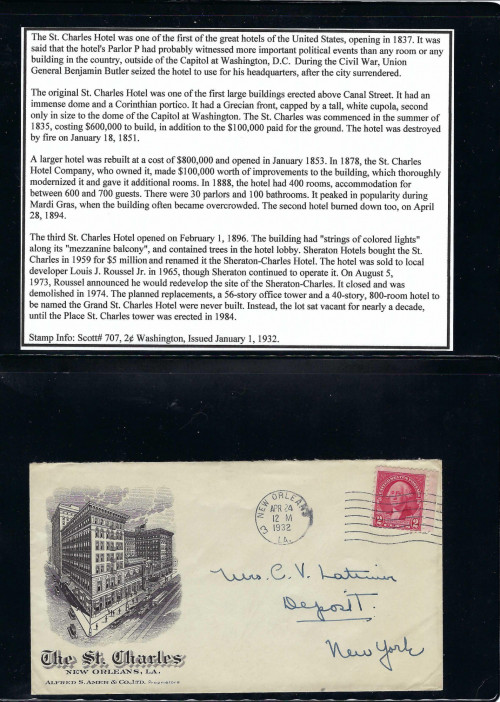 The St. Charles Hotel was one of the first of the great hotels of the United States, opening in 1837. It was
said that the hotel's Parlor P had probably witnessed more important political events than any room or any
building in the country, outside of the Capitol at Washington, D.C.  During the Civil War, Union
General Benjamin Butler seized the hotel to use for his headquarters, after the city surrendered.
The original St. Charles Hotel was one of the first large buildings erected above Canal Street. It had an
immense dome and a Corinthian portico. It had a Grecian front, capped by a tall, white cupola, second
only in size to the dome of the Capitol at Washington. The St. Charles was commenced in the summer of
1835, costing $600,000 to build, in addition to the $100,000 paid for the ground. The hotel was destroyed
by fire on January 18, 1851.
A larger hotel was rebuilt at a cost of $800,000 and opened in January 1853. In 1878, the St. Charles
Hotel Company, who owned it, made $100,000 worth of improvements to the building, which thoroughly
modernized it and gave it additional rooms. In 1888, the hotel had 400 rooms, accommodation for
between 600 and 700 guests. There were 30 parlors and 100 bathrooms. It peaked in popularity during
Mardi Gras, when the building often became overcrowded. The second hotel burned down too, on April
28, 1894.
The third St. Charles Hotel opened on February 1, 1896. The building had "strings of colored lights"
along its "mezzanine balcony", and contained trees in the hotel lobby. Sheraton Hotels bought the St.
Charles in 1959 for $5 million and renamed it the Sheraton-Charles Hotel. The hotel was sold to local
developer Louis J. Roussel Jr. in 1965, though Sheraton continued to operate it. On August 5,
1973, Roussel announced he would redevelop the site of the Sheraton-Charles. It closed and was
demolished in 1974. The planned replacements, a 56-story office tower and a 40-story, 800-room hotel to
be named the Grand St. Charles Hotel were never built. Instead, the lot sat vacant for nearly a decade,
until the Place St. Charles tower was erected in 1984.
Stamp Info: Scott# 707, 2¢ Washington, Issued January 1, 1932.
NEW ORLEANS
APR 24
12 M
1932
LA.
2 2
Mrs. C. V. Latimer
Deposit.
New York
The St. Charles
NEW ORLEANS, LA.
ALFRED S. AMER & CO., LTD. Proprietors